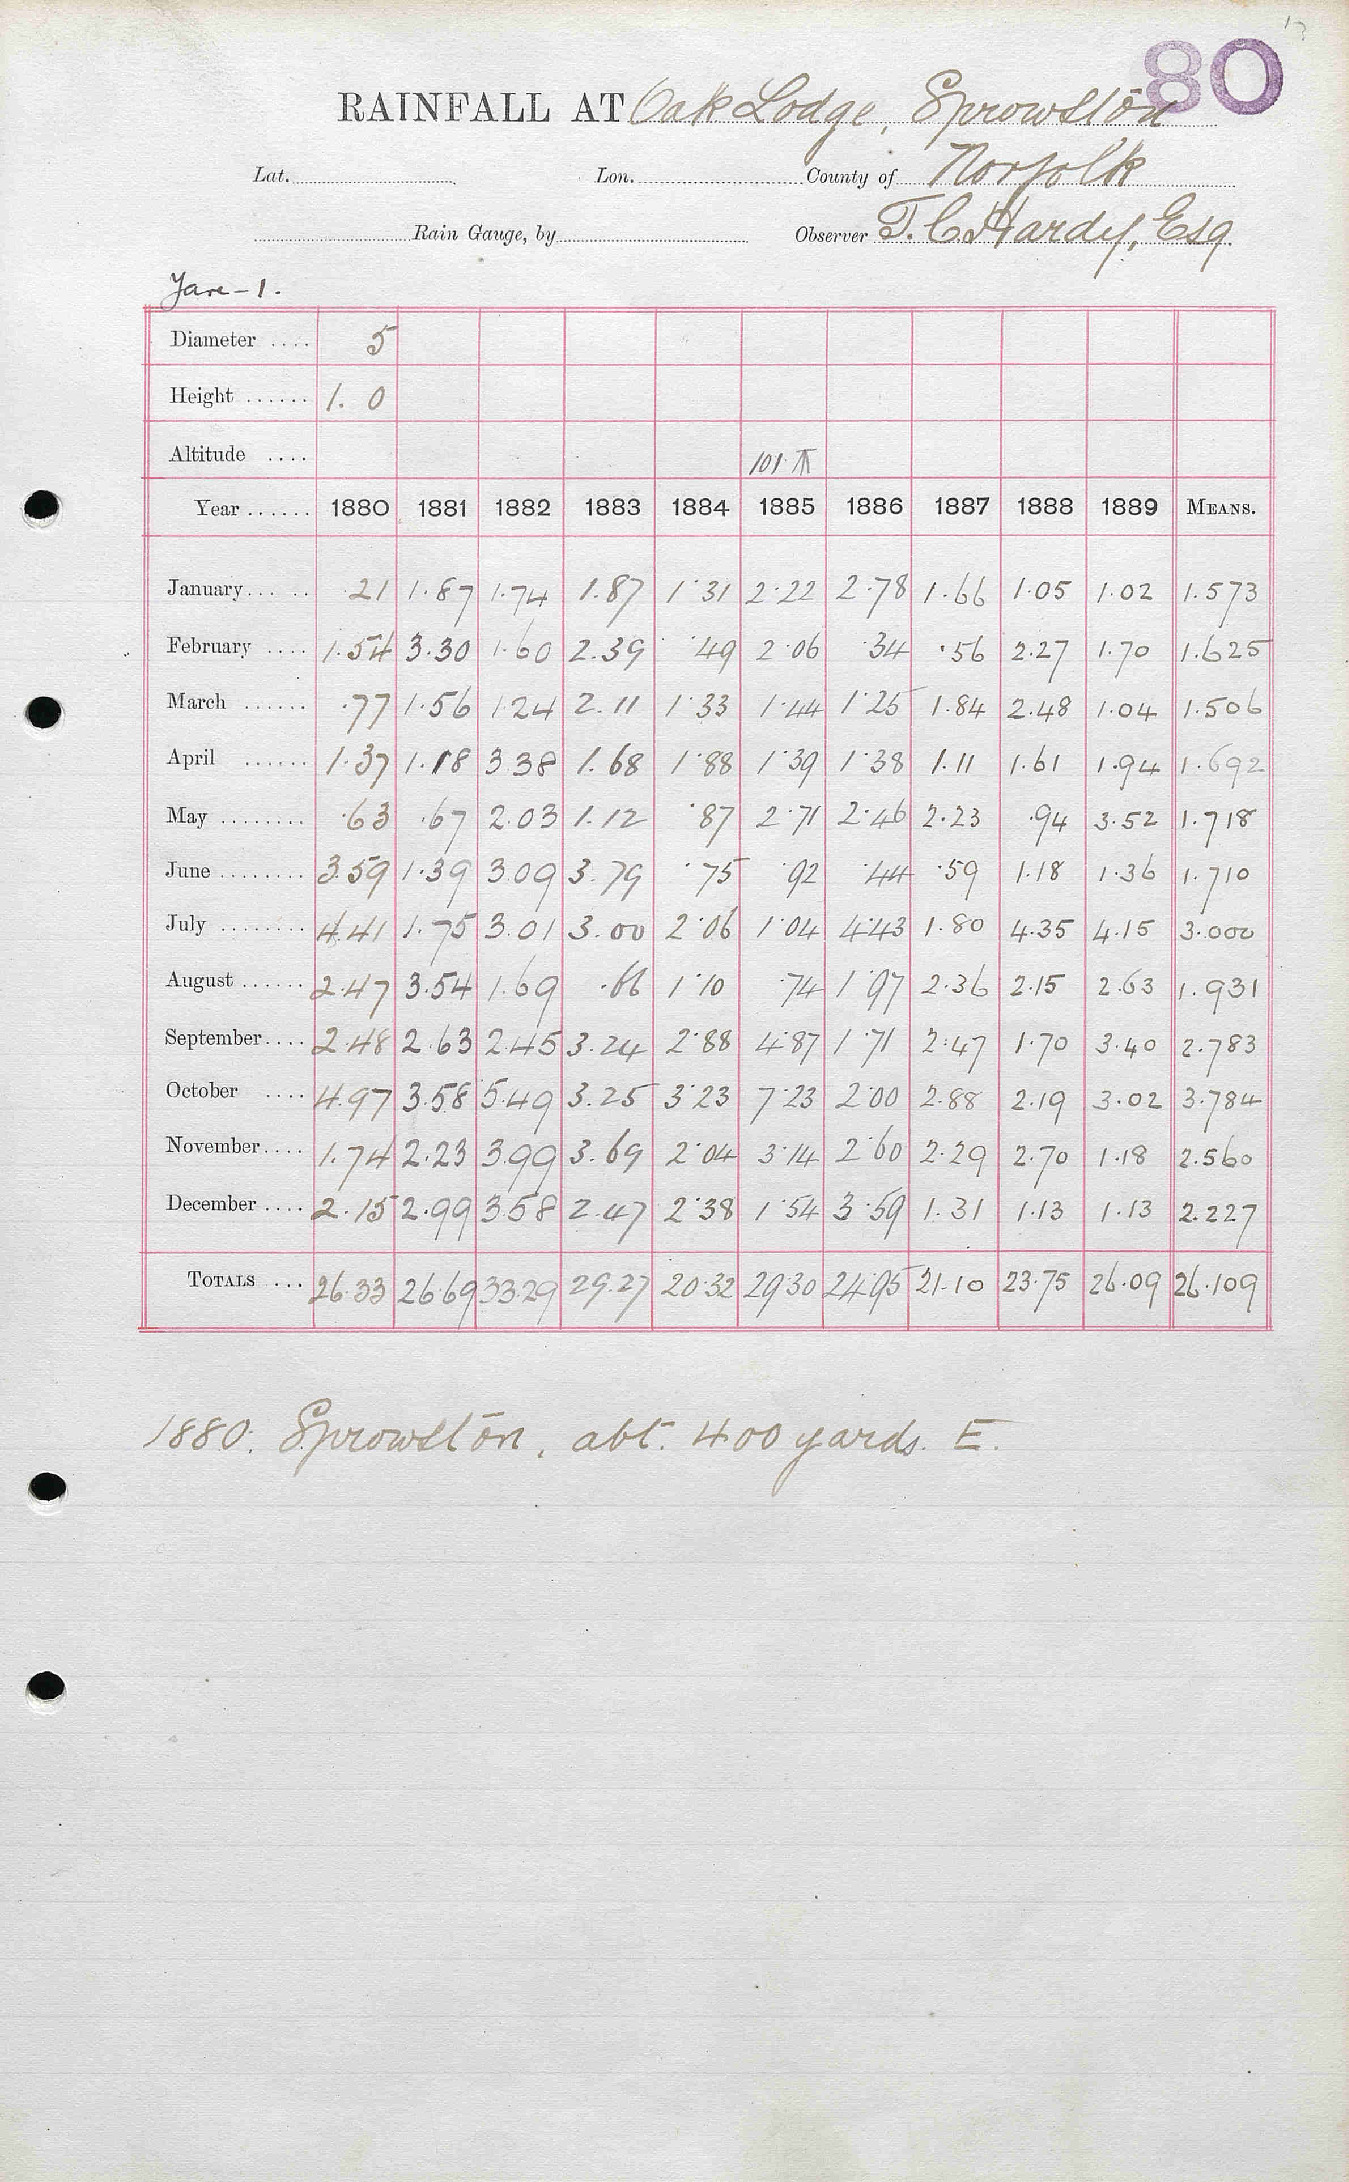 80
RAINFALL AT Oak Lodge, Sprowston
Lat. Lon. County of Norfolk
Rain Gauge, by Observer T. C. Hardy, Esq.
Yare - 1.
Diameter .... 5
Height ...... 1. 0
Altitude .... 101
Year ...... 1880 1881 1882 1883 1884 1885 1886 1887 1888 1889 MEANS.
January ..... .21 1.87 1.74 1.87 1.31 2.22 2.78 1.66 1.05 1.02 1.573
February .... 1.54 3.30 1.60 2.39 .49 2.06 .34 .56 2.27 1.70 1.625
March ...... .77 1.56 1.24 2.11 1.33 1.44 1.25 1.84 2.48 1.04 1.506
April ...... 1.37 1.18 3.38 1.68 1.88 1.39 1.38 1.11 1.61 1.94 1.692
May ........ .63 .67 2.03 1.12 .87 2.71 2.46 2.23 .94 3.52 1.718
June ........ 3.59 1.39 3.09 3.79 .75 .92 .44 .59 1.18 1.36 1.710
July ........ 4.41 1.75 3.01 3.00 2.06 1.04 4.43 1.80 4.35 4.15 3.000
August ...... 2.47 3.54 1.69 .66 1.10 .74 1.97 2.36 2.15 2.63 1.931
September.... 2.48 2.63 2.45 3.24 2.88 4.87 1.71 2.47 1.70 3.40 2.783
October .... 4.97 3.58 5.49 3.25 3.23 7.23 2.00 2.88 2.19 3.02 3.784
November.... 1.74 2.23 3.99 3.69 2.04 3.14 2.60 2.29 2.70 1.18 2.560
December .... 2.15 2.99 3.58 2.47 2.38 1.54 3.59 1.31 1.13 1.13 2.227
TOTALS ... 26.33 26.69 33.29 29.27 20.32 29.30 24.95 21.10 23.75 26.09 26.109
1880. Sprowston, abt. 400 yards. E.